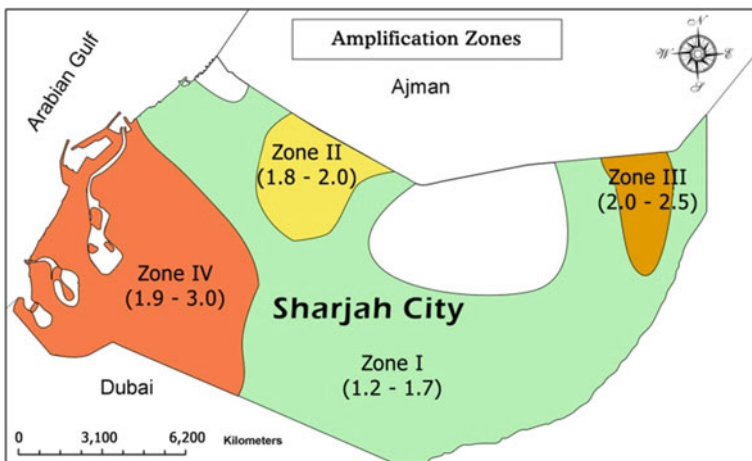 Amplification Zones
N
W E
S
Arabian Gulf
Ajman
Zone II
(1.8 - 2.0)
Zone III
(2.0 - 2.5)
Zone IV
(1.9 - 3.0)
Sharjah City
Zone I
(1.2 - 1.7)
Dubai
0 3,100 6,200 Kilometers